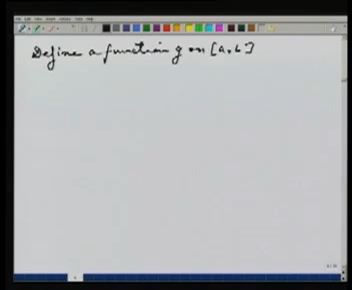 Define a function g on [a, b]